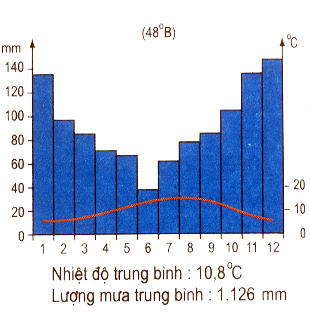 (48°B)
mm
°C
140
120
100
80
60
40
20
0
20
10
0
1 2 3 4 5 6 7 8 9 10 11 12
Nhiệt độ trung bình : 10,8°C
Lượng mưa trung bình : 1.126 mm